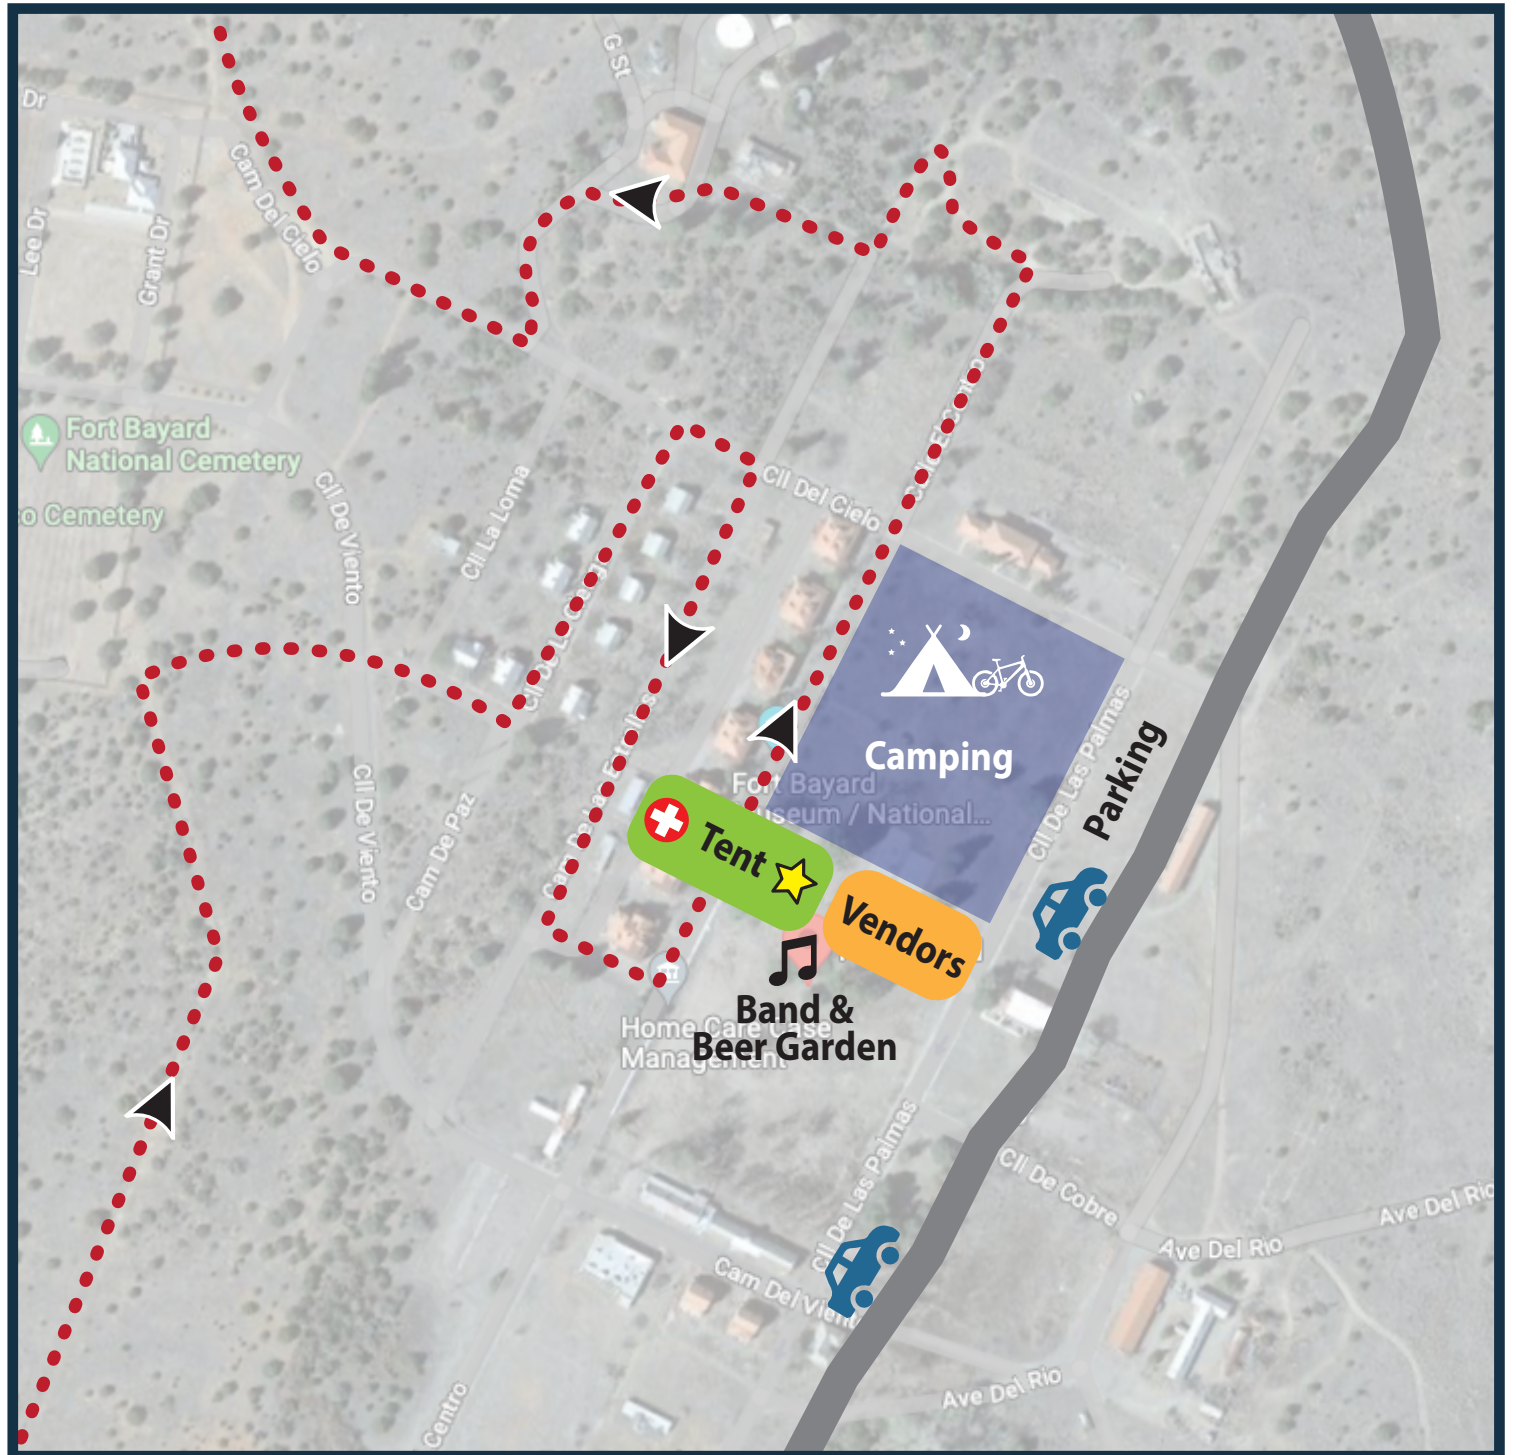 G St
Dr
Cam Del Cielo
Lee Dr
Grant Dr
Fort Bayard
National Cemetery
o Cemetery
Cll De Viento
Cll La Loma
Cll Del Cielo
Camping
Fort Bayard
useum / National...
Cll De Las Palmas
Parking
Cll De Viento
Cam De Paz
Tent
Vendors
Band &
Beer Garden
Home Care Case
Management
Cll De Las Palmas
Cll De Cobre
Ave Del Rio
Ave Del Rio
Cam Del Viento
Ave Del Rio
Centro